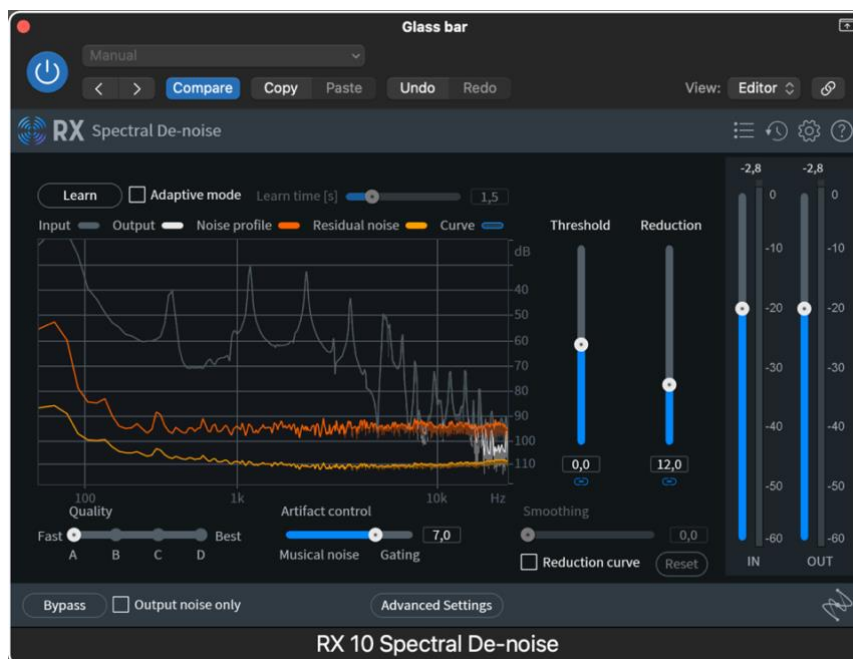 Glass bar
Manual
Compare Copy Paste Undo Redo View: Editor
RX Spectral De-noise
Learn Adaptive mode Learn time [s] 1,5
Input Output Noise profile Residual noise Curve
dB
40
50
60
70
80
90
100
110
100 1k 10k Hz
Threshold Reduction
0,0 12,0
-2,8 -2,8
0 0
-10 -10
-20 -20
-30 -30
-40 -40
-50 -50
-60 -60
IN OUT
Quality Artifact control Smoothing
Fast Best 7,0 0,0
A B C D Musical noise Gating
Reduction curve Reset
Bypass Output noise only Advanced Settings
RX 10 Spectral De-noise